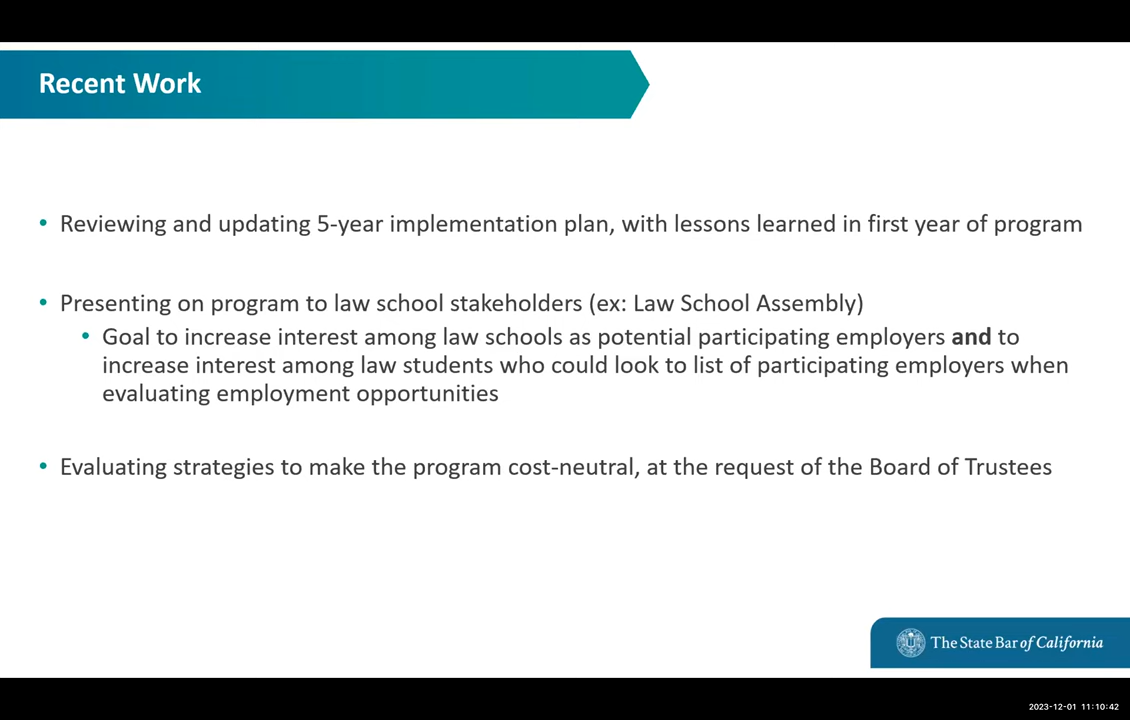 Recent Work
• Reviewing and updating 5-year implementation plan, with lessons learned in first year of program
• Presenting on program to law school stakeholders (ex: Law School Assembly)
• Goal to increase interest among law schools as potential participating employers and to
increase interest among law students who could look to list of participating employers when
evaluating employment opportunities
• Evaluating strategies to make the program cost-neutral, at the request of the Board of Trustees
The State Bar of California
2023-12-01 11:10:42